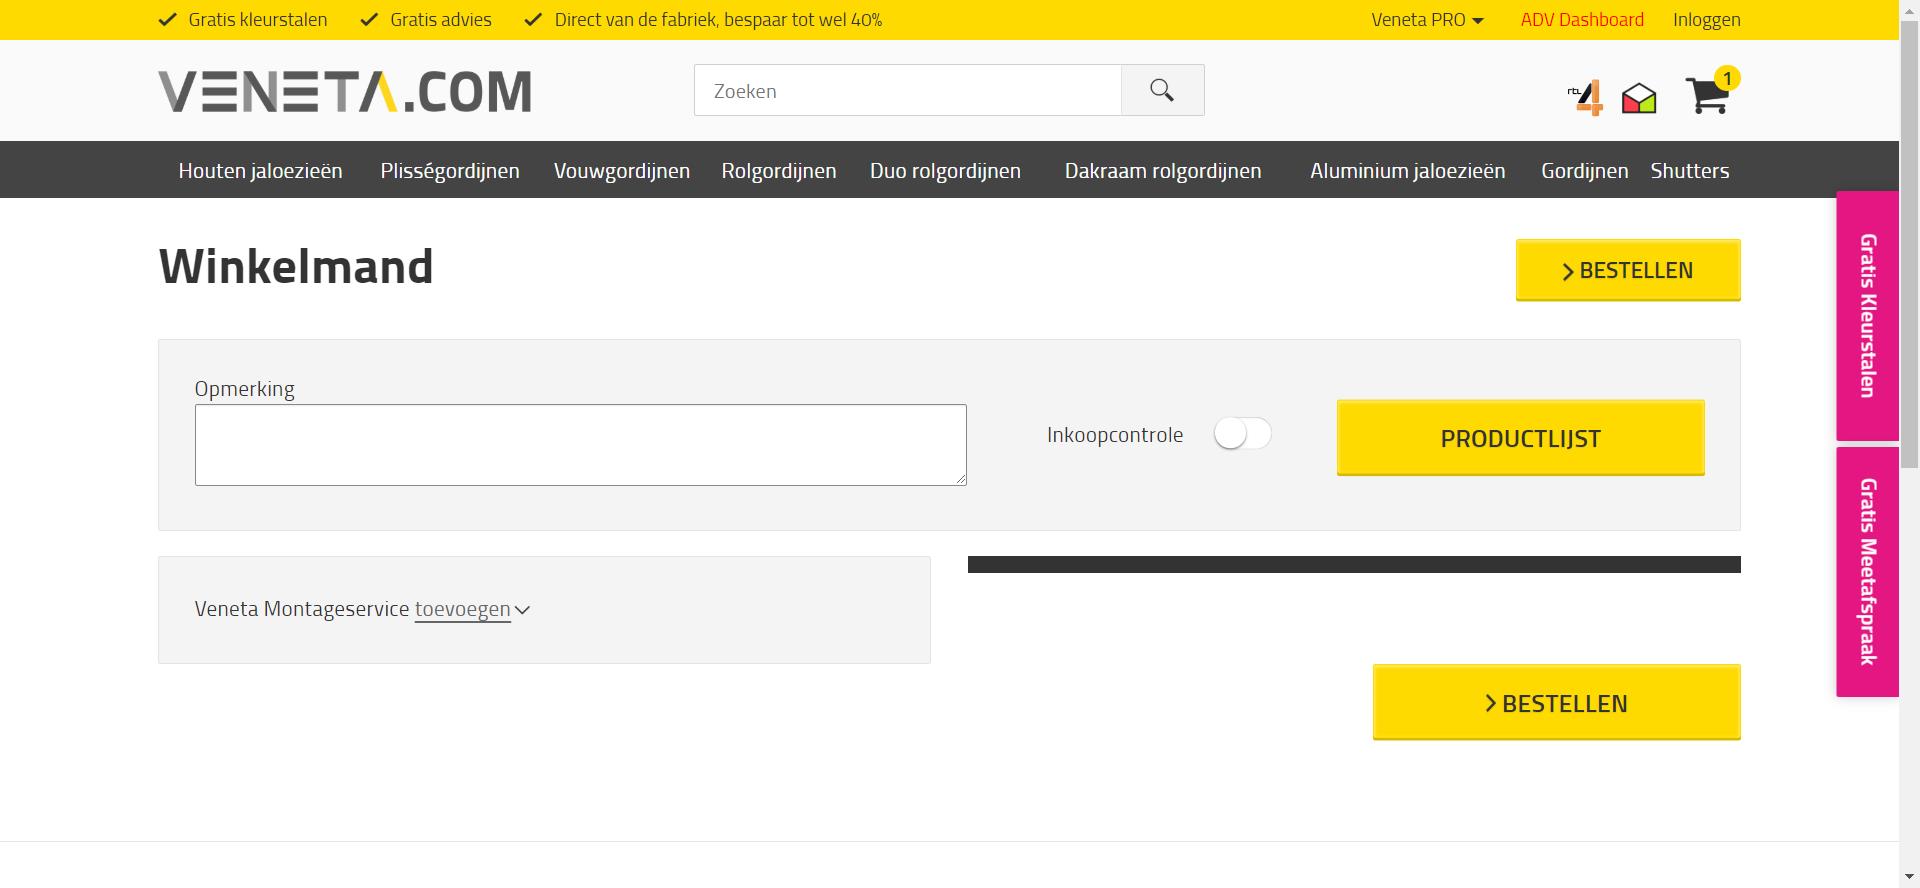 Gratis kleurstalen Gratis advies Direct van de fabriek, bespaar tot wel 40% Veneta PRO ADV Dashboard Inloggen
VENETA.COM Zoeken rtl 4 1
Houten jaloezieën Plisségordijnen Vouwgordijnen Rolgordijnen Duo rolgordijnen Dakraam rolgordijnen Aluminium jaloezieën Gordijnen Shutters
Winkelmand
BESTELLEN
Gratis Kleurstalen
Opmerking
Inkoopcontrole
PRODUCTLIJST
Gratis Meetafspraak
Veneta Montageservice toevoegen
BESTELLEN